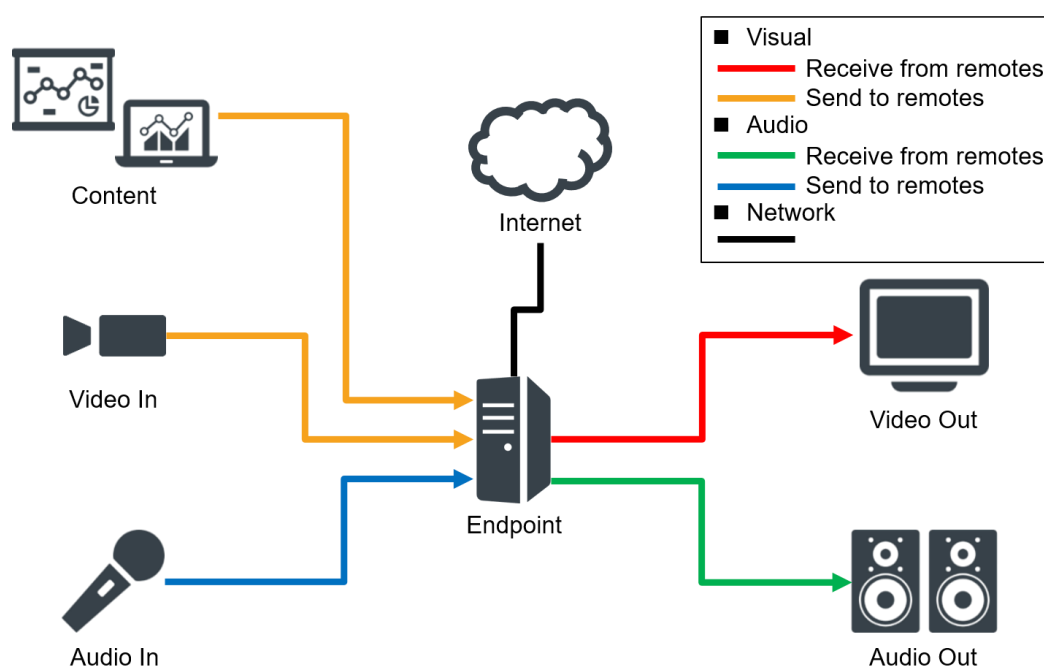 Visual
Receive from remotes
Send to remotes
Audio
Receive from remotes
Send to remotes
Network
Content
Internet
Video In
Video Out
Endpoint
Audio In
Audio Out